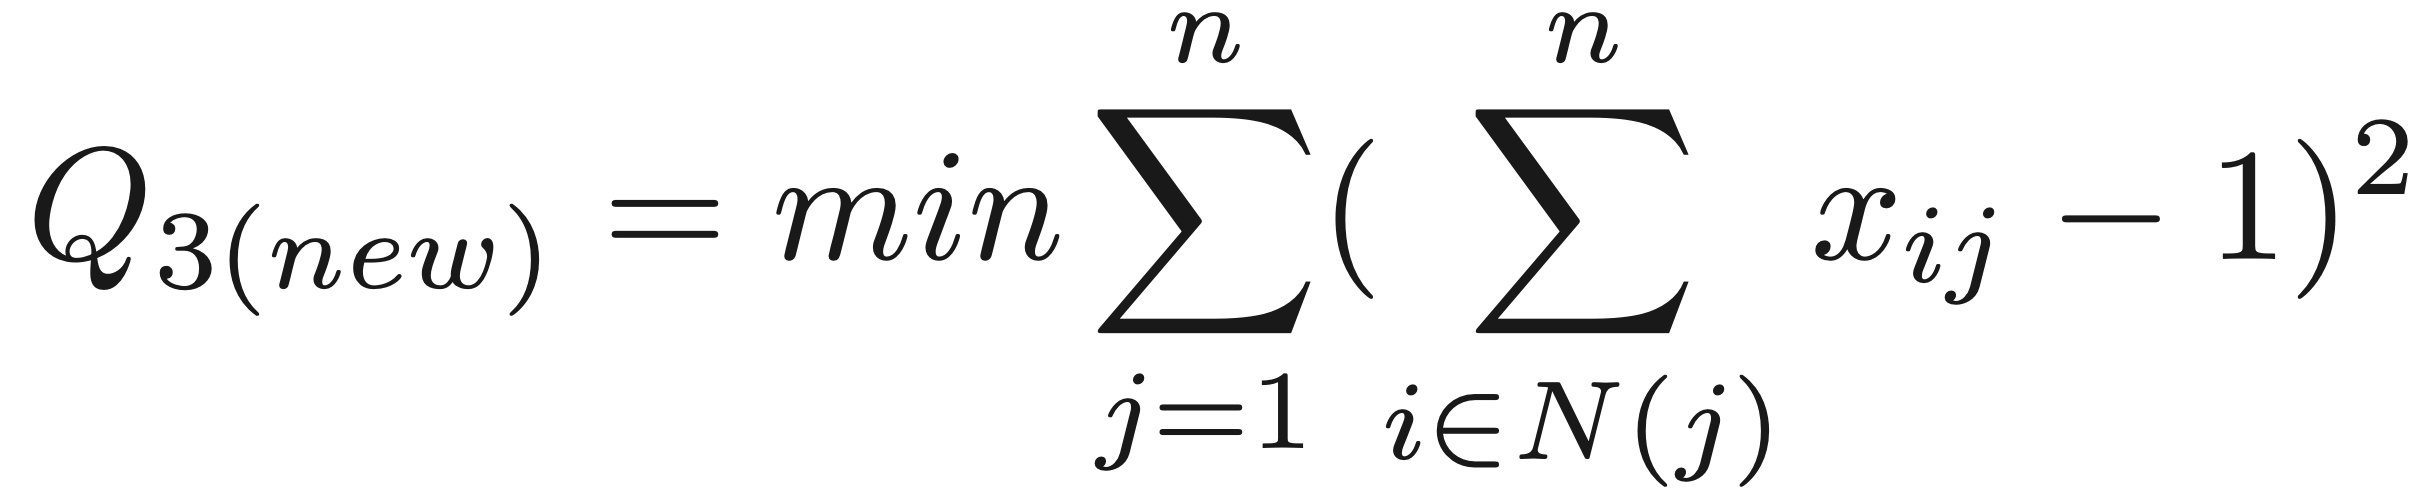 Q_{3(new)} = min \sum_{j=1}^{n} ( \sum_{i \in N(j)}^{n} x_{ij} - 1)^2